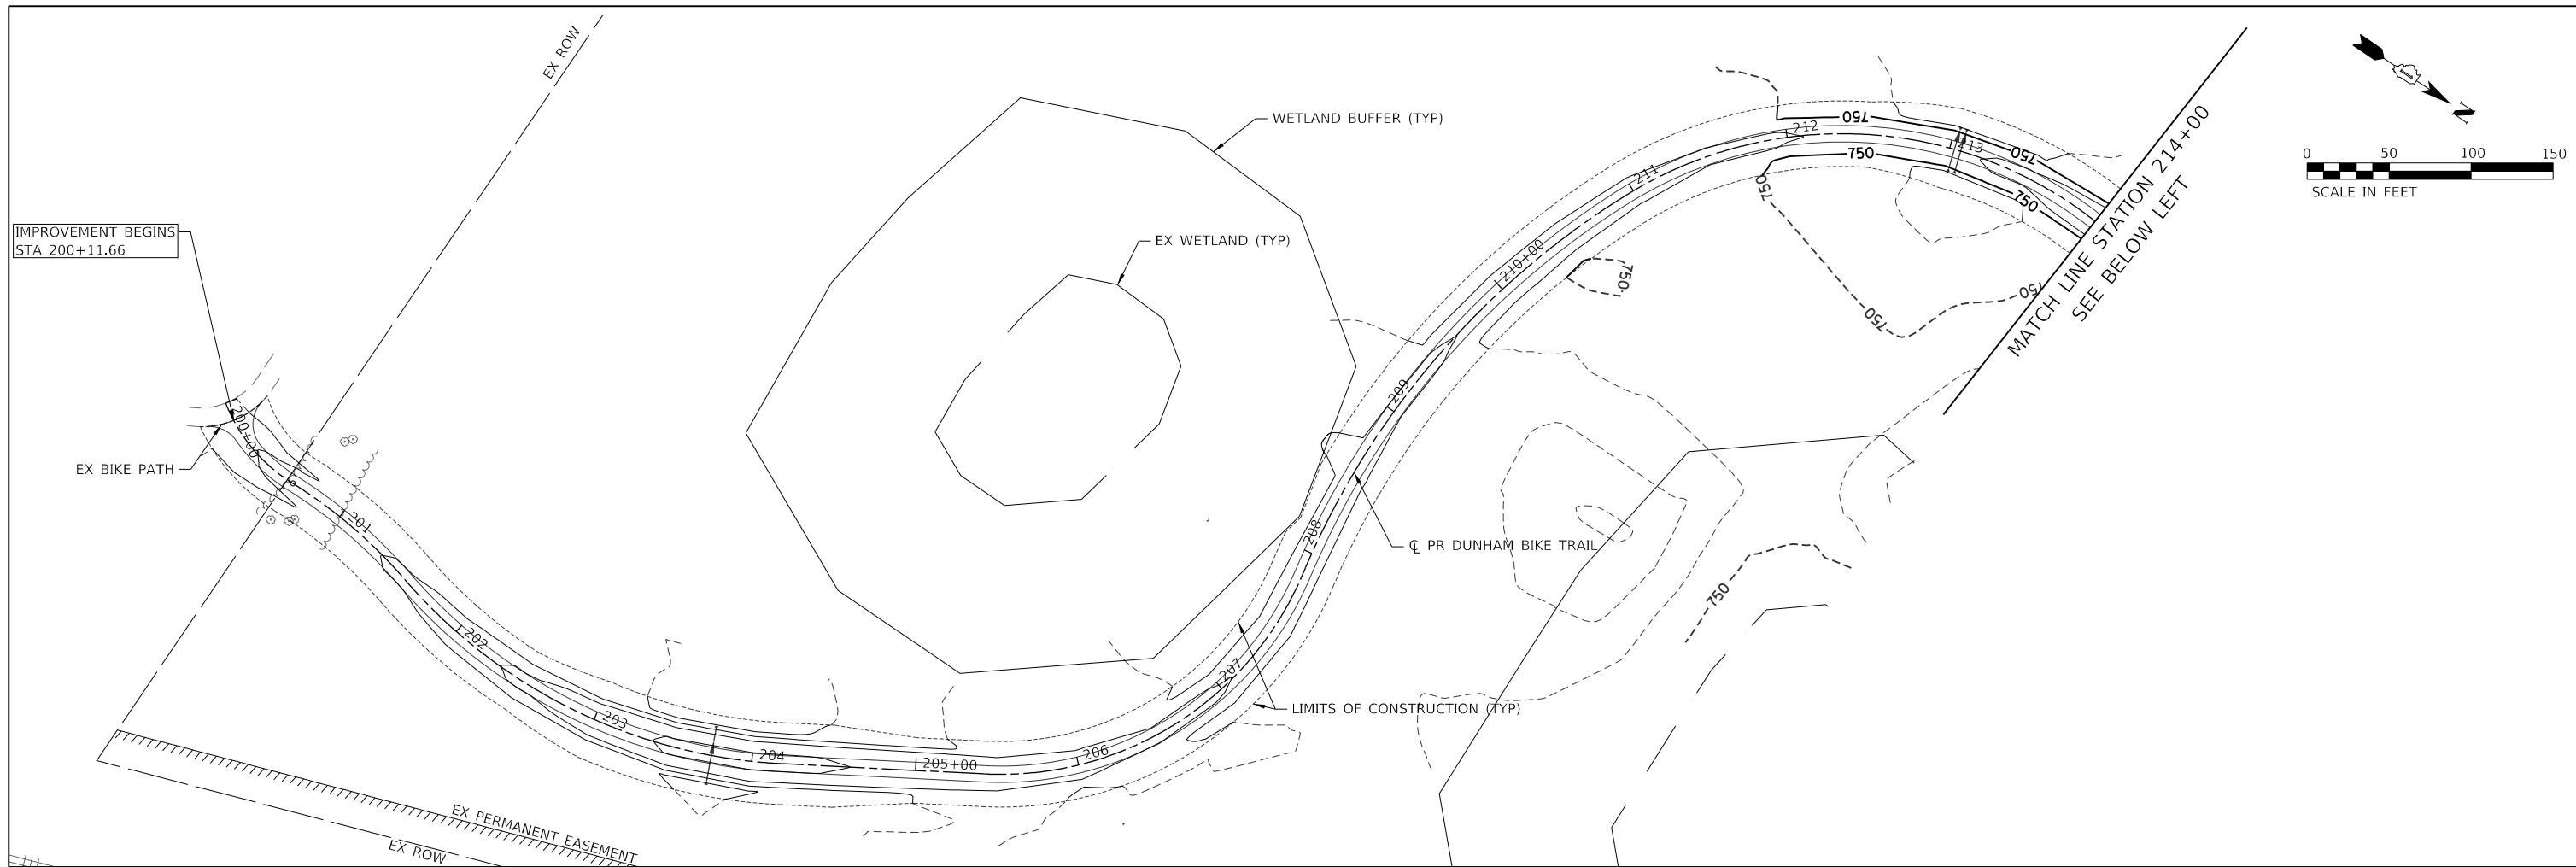 EX ROW
WETLAND BUFFER (TYP)
EX WETLAND (TYP)
IMPROVEMENT BEGINS
STA 200+11.66
EX BIKE PATH
200+00
201
202
203
204
205+00
206
207
208
209
210+00
211
212
213
750
750
750
750
750
750
750
750
750
MATCH LINE STATION 214+00
SEE BELOW LEFT
N
0 50 100 150
SCALE IN FEET
℄ PR DUNHAM BIKE TRAIL
LIMITS OF CONSTRUCTION (TYP)
EX PERMANENT EASEMENT
EX ROW